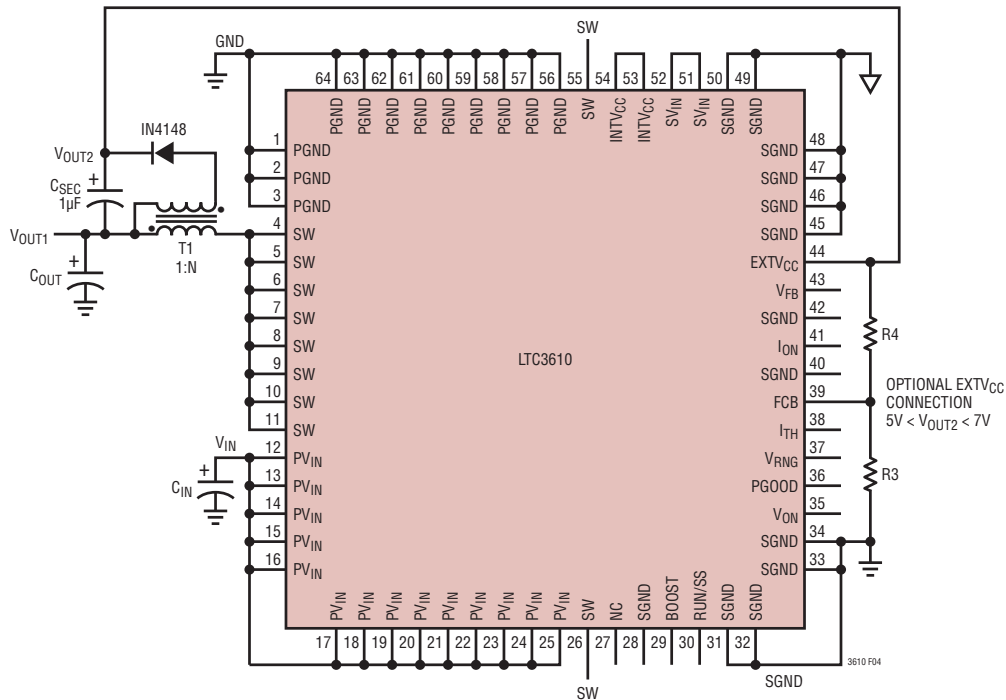 GND
SW
64 63 62 61 60 59 58 57 56 55 54 53 52 51 50 49
PGND PGND PGND PGND PGND PGND PGND PGND PGND SW INTVCC INTVCC SVIN SVIN SGND SGND
IN4148
VOUT2
CSEC
1µF
VOUT1
T1
1:N
COUT
VIN
CIN
1 PGND
2 PGND
3 PGND
4 SW
5 SW
6 SW
7 SW
8 SW
9 SW
10 SW
11 SW
12 PVIN
13 PVIN
14 PVIN
15 PVIN
16 PVIN
LTC3610
SGND 48
SGND 47
SGND 46
SGND 45
EXTVCC 44
VFB 43
SGND 42
ION 41
SGND 40
FCB 39
ITH 38
VRNG 37
PGOOD 36
VON 35
SGND 34
SGND 33
R4
OPTIONAL EXTVCC
CONNECTION
5V < VOUT2 < 7V
R3
PVIN PVIN PVIN PVIN PVIN PVIN PVIN PVIN PVIN SW NC SGND BOOST RUN/SS SGND SGND
17 18 19 20 21 22 23 24 25 26 27 28 29 30 31 32
3610 F04
SGND
SW